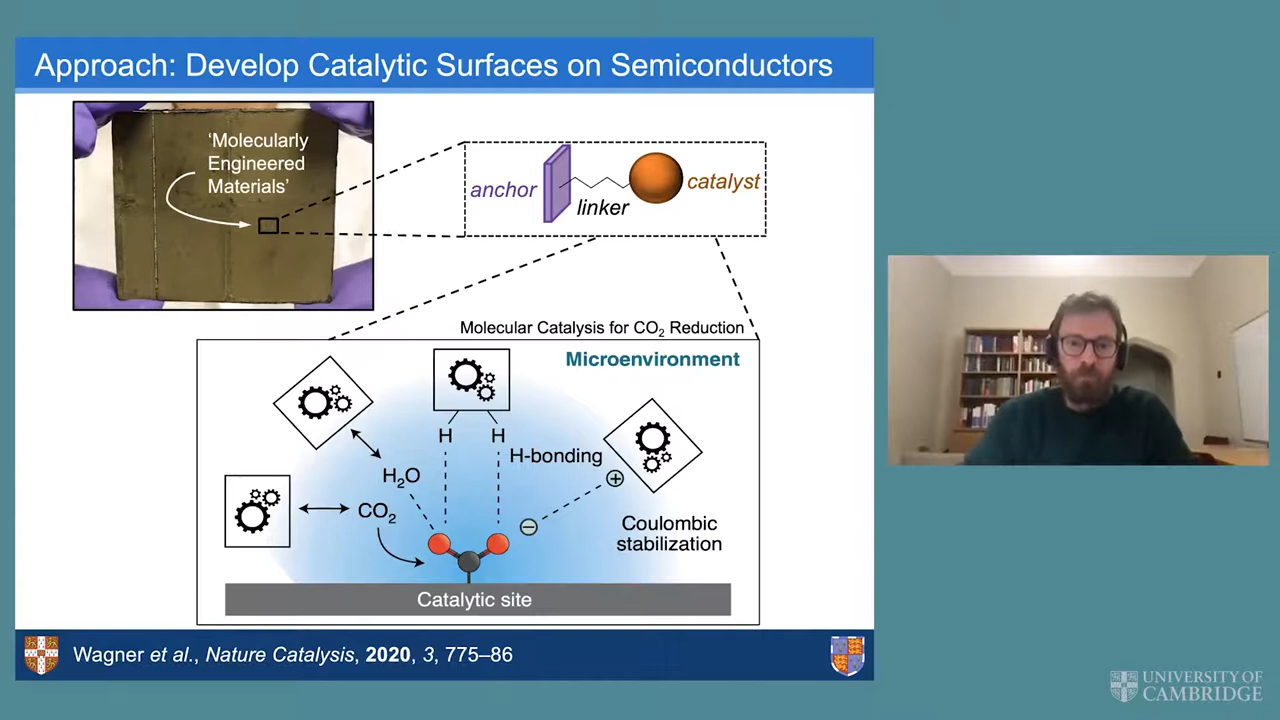 Approach: Develop Catalytic Surfaces on Semiconductors
‘Molecularly
Engineered
Materials’
anchor
linker
catalyst
Molecular Catalysis for CO₂ Reduction
Microenvironment
H H
H-bonding
H₂O
+
CO₂
−
Coulombic
stabilization
Catalytic site
Wagner et al., Nature Catalysis, 2020, 3, 775–86
UNIVERSITY OF
CAMBRIDGE